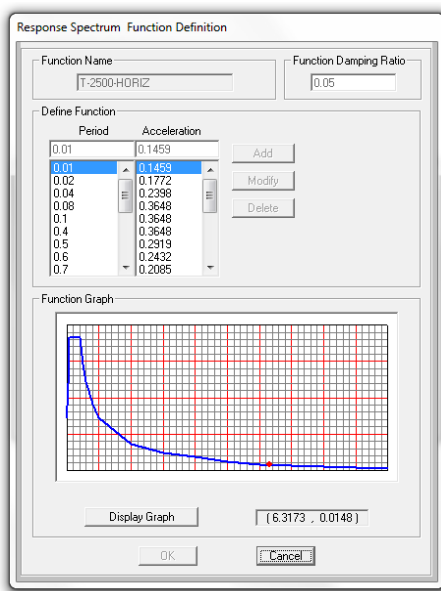 Response Spectrum Function Definition
Function Name
T-2500-HORIZ
Function Damping Ratio
0.05
Define Function
Period Acceleration
0.01 0.1459
0.01 0.1459
0.02 0.1772
0.04 0.2398
0.08 0.3648
0.1 0.3648
0.4 0.3648
0.5 0.2919
0.6 0.2432
0.7 0.2085
Add
Modify
Delete
Function Graph
Display Graph
( 6.3173 , 0.0148 )
OK
Cancel